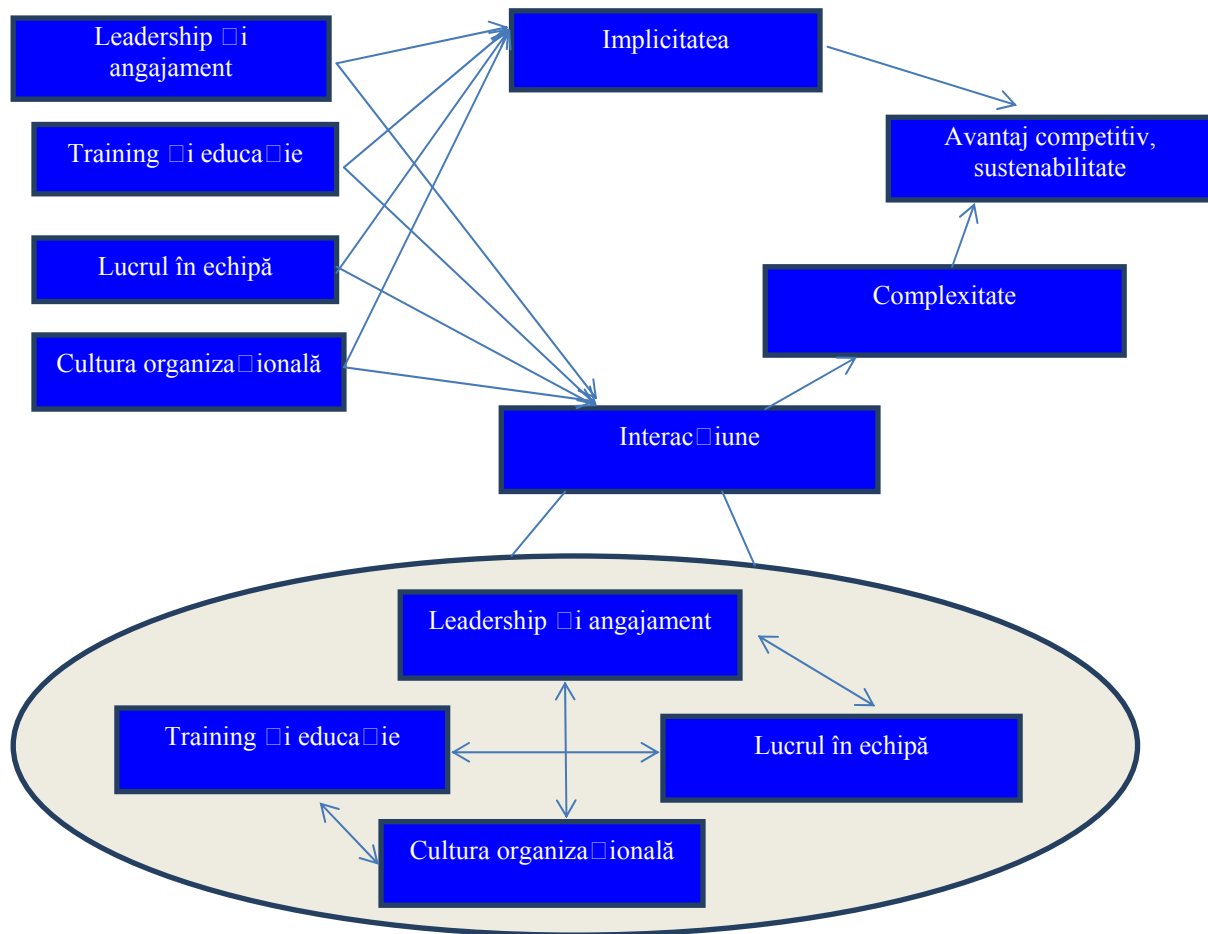 Leadership □i
angajament
Implicitatea
Training □i educa□ie
Avantaj competitiv,
sustenabilitate
Lucrul în echipă
Complexitate
Cultura organiza□ională
Interac□iune
Leadership □i angajament
Training □i educa□ie
Lucrul în echipă
Cultura organiza□ională